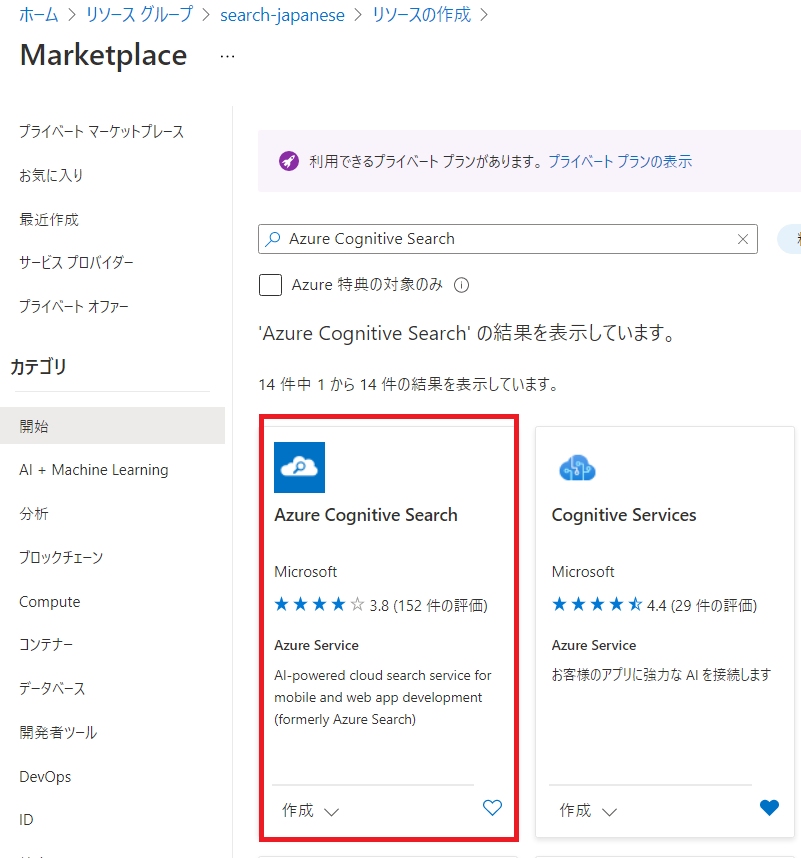 ホーム > リソース グループ > search-japanese > リソースの作成 >
Marketplace ...
プライベート マーケットプレース
お気に入り
最近作成
サービス プロバイダー
プライベート オファー
カテゴリ
開始
AI + Machine Learning
分析
ブロックチェーン
Compute
コンテナー
データベース
開発者ツール
DevOps
ID
利用できるプライベート プランがあります。プライベート プランの表示
Azure Cognitive Search
Azure 特典の対象のみ
'Azure Cognitive Search' の結果を表示しています。
14 件中 1 から 14 件の結果を表示しています。
Azure Cognitive Search
Microsoft
3.8 (152 件の評価)
Azure Service
AI-powered cloud search service for
mobile and web app development
(formerly Azure Search)
作成
Cognitive Services
Microsoft
4.4 (29 件の評価)
Azure Service
お客様のアプリに強力な AI を接続します
作成